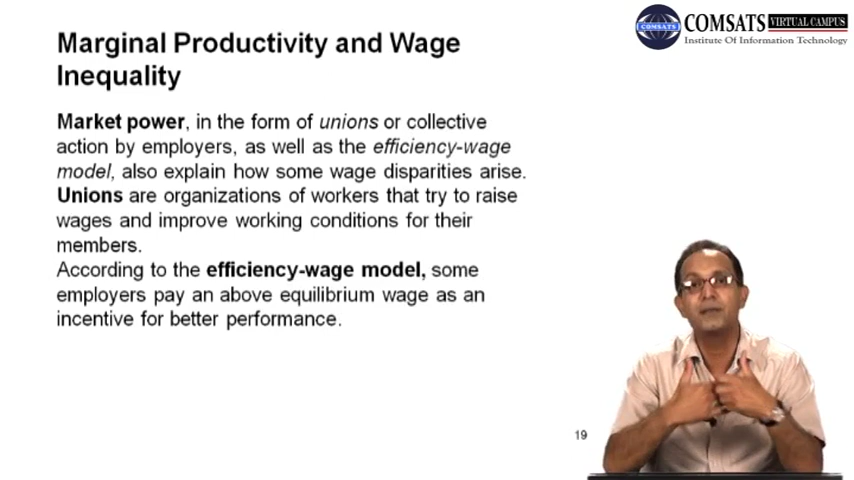 COMSATS VIRTUAL CAMPUS
COMSATS
Institute Of Information Technology
Marginal Productivity and Wage
Inequality
Market power, in the form of unions or collective
action by employers, as well as the efficiency-wage
model, also explain how some wage disparities arise.
Unions are organizations of workers that try to raise
wages and improve working conditions for their
members.
According to the efficiency-wage model, some
employers pay an above equilibrium wage as an
incentive for better performance.
19